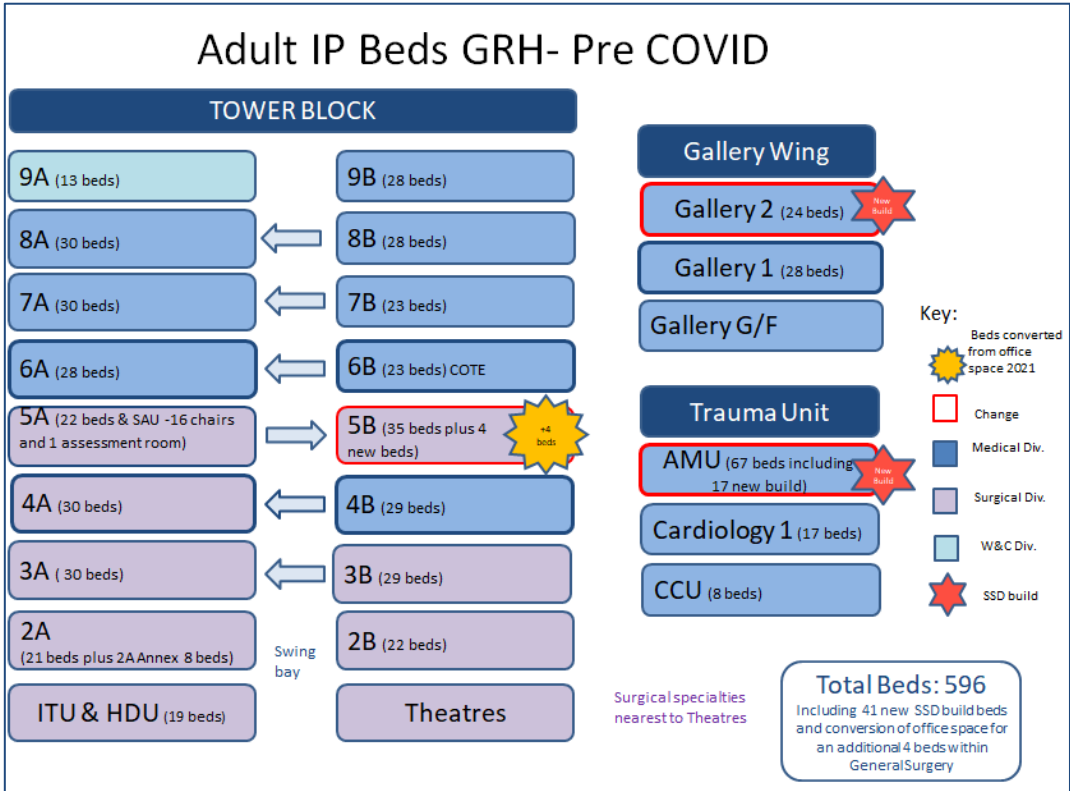 Adult IP Beds GRH- Pre COVID
TOWER BLOCK
9A (13 beds)
9B (28 beds)
8A (30 beds)
8B (28 beds)
7A (30 beds)
7B (23 beds)
6A (28 beds)
6B (23 beds) COTE
5A (22 beds & SAU -16 chairs
and 1 assessment room)
5B (35 beds plus 4
new beds)
+4
beds
4A (30 beds)
4B (29 beds)
3A ( 30 beds)
3B (29 beds)
2A
(21 beds plus 2A Annex 8 beds)
Swing
bay
2B (22 beds)
ITU & HDU (19 beds)
Theatres
Gallery Wing
Gallery 2 (24 beds)
New
Build
Gallery 1 (28 beds)
Gallery G/F
Trauma Unit
AMU (67 beds including
17 new build)
New
Build
Cardiology 1 (17 beds)
CCU (8 beds)
Key:
Beds converted
from office
space 2021
Change
Medical Div.
Surgical Div.
W&C Div.
SSD build
Surgical specialties
nearest to Theatres
Total Beds: 596
Including 41 new SSD build beds
and conversion of office space for
an additional 4 beds within
General Surgery